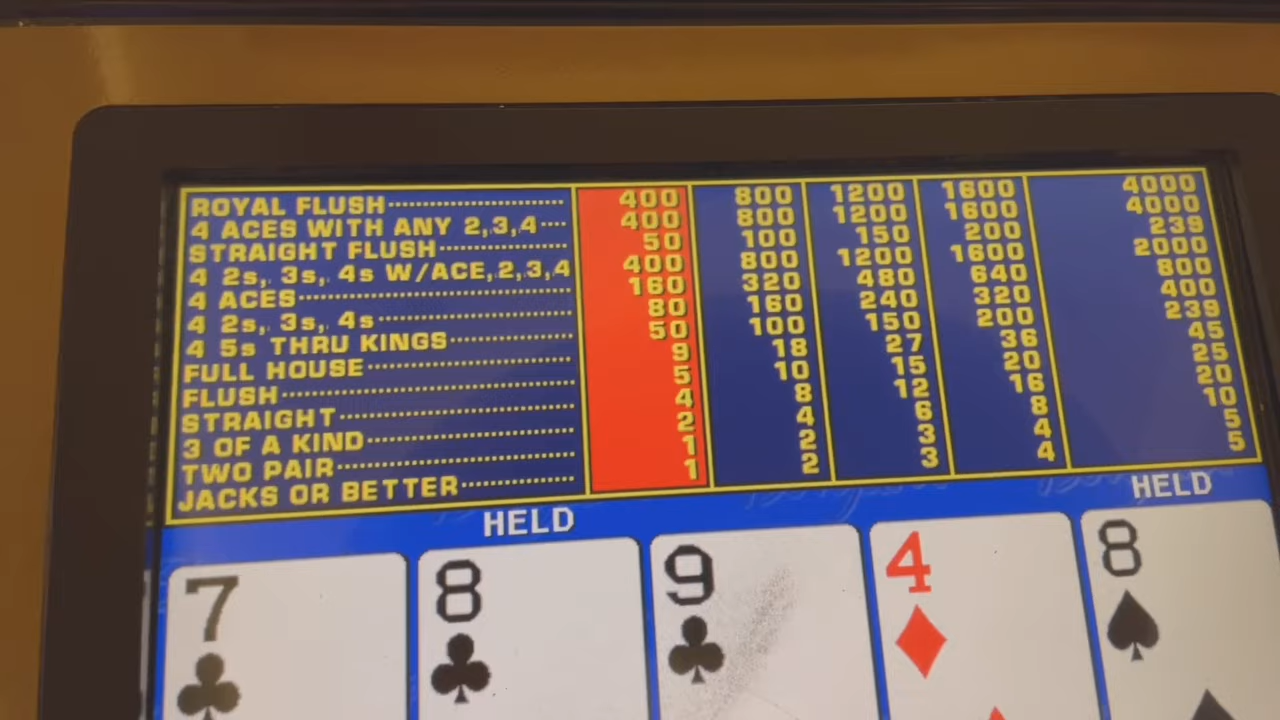 ROYAL FLUSH 400 800 1200 1600 4000
4 ACES WITH ANY 2,3,4 400 800 1200 1600 4000
STRAIGHT FLUSH 50 100 150 200 239
4 2s, 3s, 4s W/ACE,2,3,4 400 800 1200 1600 2000
4 ACES 160 320 480 640 800
4 2s, 3s, 4s 80 160 240 320 400
4 5s THRU KINGS 50 100 150 200 239
FULL HOUSE 9 18 27 36 45
FLUSH 5 10 15 20 25
STRAIGHT 4 8 12 16 20
3 OF A KIND 2 4 6 8 10
TWO PAIR 1 2 3 4 5
JACKS OR BETTER 1 2 3 4 5
HELD HELD
7 8 9 4 8